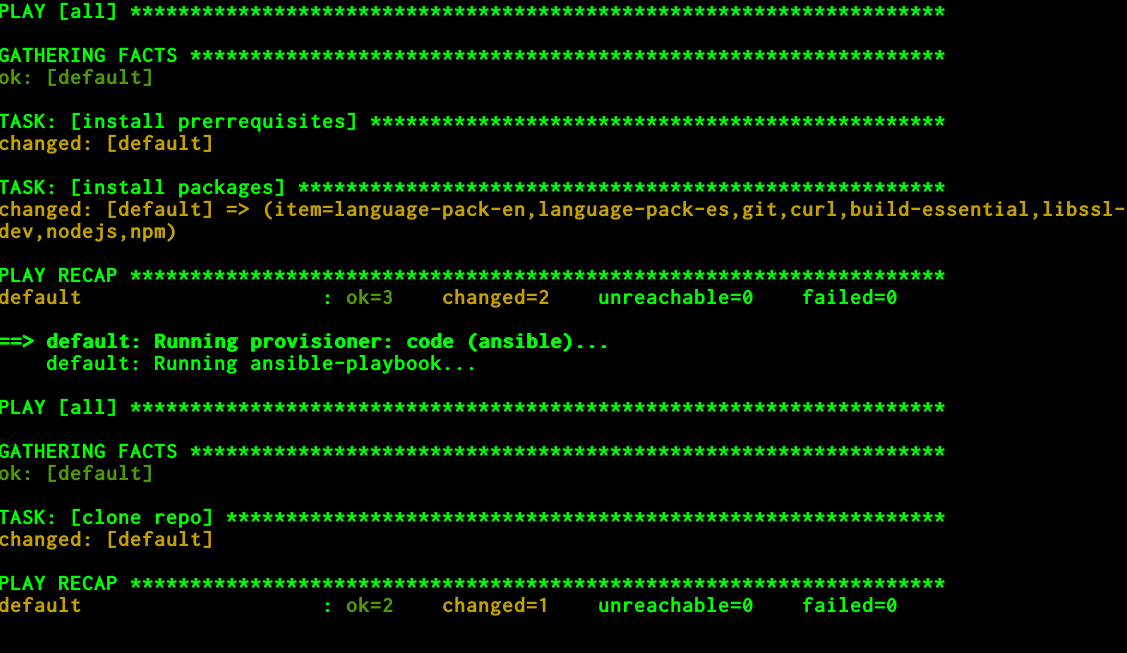 PLAY [all] ********************************************************************
GATHERING FACTS ***************************************************************
ok: [default]
TASK: [install prerrequisites] ************************************************
changed: [default]
TASK: [install packages] ******************************************************
changed: [default] => (item=language-pack-en,language-pack-es,git,curl,build-essential,libssl-
dev,nodejs,npm)
PLAY RECAP ********************************************************************
default                    : ok=3    changed=2    unreachable=0    failed=0
==> default: Running provisioner: code (ansible)...
    default: Running ansible-playbook...
PLAY [all] ********************************************************************
GATHERING FACTS ***************************************************************
ok: [default]
TASK: [clone repo] ************************************************************
changed: [default]
PLAY RECAP ********************************************************************
default                    : ok=2    changed=1    unreachable=0    failed=0